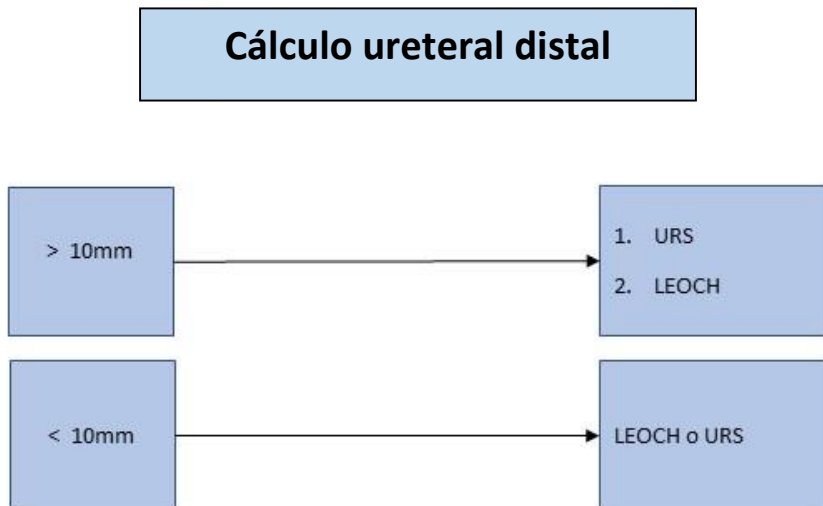 Cálculo ureteral distal
> 10mm
1. URS
2. LEOCH
< 10mm
LEOCH o URS